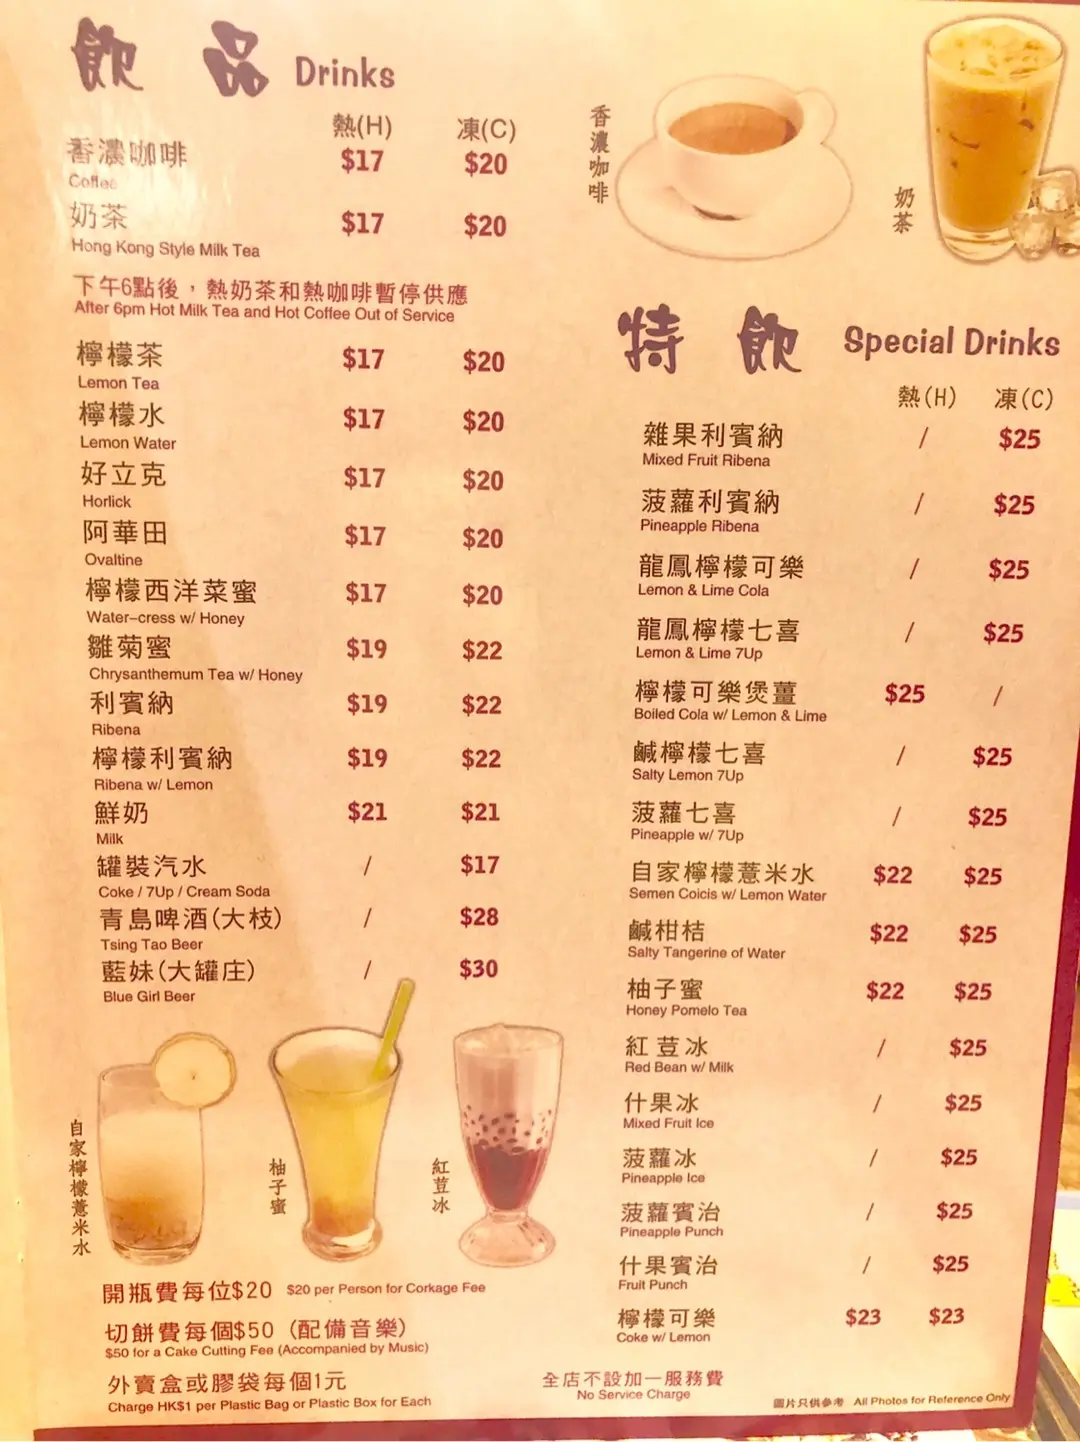 飲品 Drinks
熱(H) 凍(C)
香濃咖啡 $17 $20
Coffee
奶茶 $17 $20
Hong Kong Style Milk Tea
下午6點後，熱奶茶和熱咖啡暫停供應
After 6pm Hot Milk Tea and Hot Coffee Out of Service
檸檬茶 $17 $20
Lemon Tea
檸檬水 $17 $20
Lemon Water
好立克 $17 $20
Horlick
阿華田 $17 $20
Ovaltine
檸檬西洋菜蜜 $17 $20
Water-cress w/ Honey
雛菊蜜 $19 $22
Chrysanthemum Tea w/ Honey
利賓納 $19 $22
Ribena
檸檬利賓納 $19 $22
Ribena w/ Lemon
鮮奶 $21 $21
Milk
罐裝汽水 / $17
Coke / 7Up / Cream Soda
青島啤酒(大枝) / $28
Tsing Tao Beer
藍妹(大罐庄) / $30
Blue Girl Beer
自家檸檬薏米水
柚子蜜
紅荳冰
開瓶費每位$20 $20 per Person for Corkage Fee
切餅費每個$50 (配備音樂)
$50 for a Cake Cutting Fee (Accompanied by Music)
外賣盒或膠袋每個1元
Charge HK$1 per Plastic Bag or Plastic Box for Each
香濃咖啡
奶茶
特飲 Special Drinks
熱(H) 凍(C)
雜果利賓納 / $25
Mixed Fruit Ribena
菠蘿利賓納 / $25
Pineapple Ribena
龍鳳檸檬可樂 / $25
Lemon & Lime Cola
龍鳳檸檬七喜 / $25
Lemon & Lime 7Up
檸檬可樂煲薑 $25 /
Boiled Cola w/ Lemon & Lime
鹹檸檬七喜 / $25
Salty Lemon 7Up
菠蘿七喜 / $25
Pineapple w/ 7Up
自家檸檬薏米水 $22 $25
Semen Coicis w/ Lemon Water
鹹柑桔 $22 $25
Salty Tangerine of Water
柚子蜜 $22 $25
Honey Pomelo Tea
紅荳冰 / $25
Red Bean w/ Milk
什果冰 / $25
Mixed Fruit Ice
菠蘿冰 / $25
Pineapple Ice
菠蘿賓治 / $25
Pineapple Punch
什果賓治 / $25
Fruit Punch
檸檬可樂 $23 $23
Coke w/ Lemon
全店不設加一服務費
No Service Charge
圖片只供參考 All Photos for Reference Only